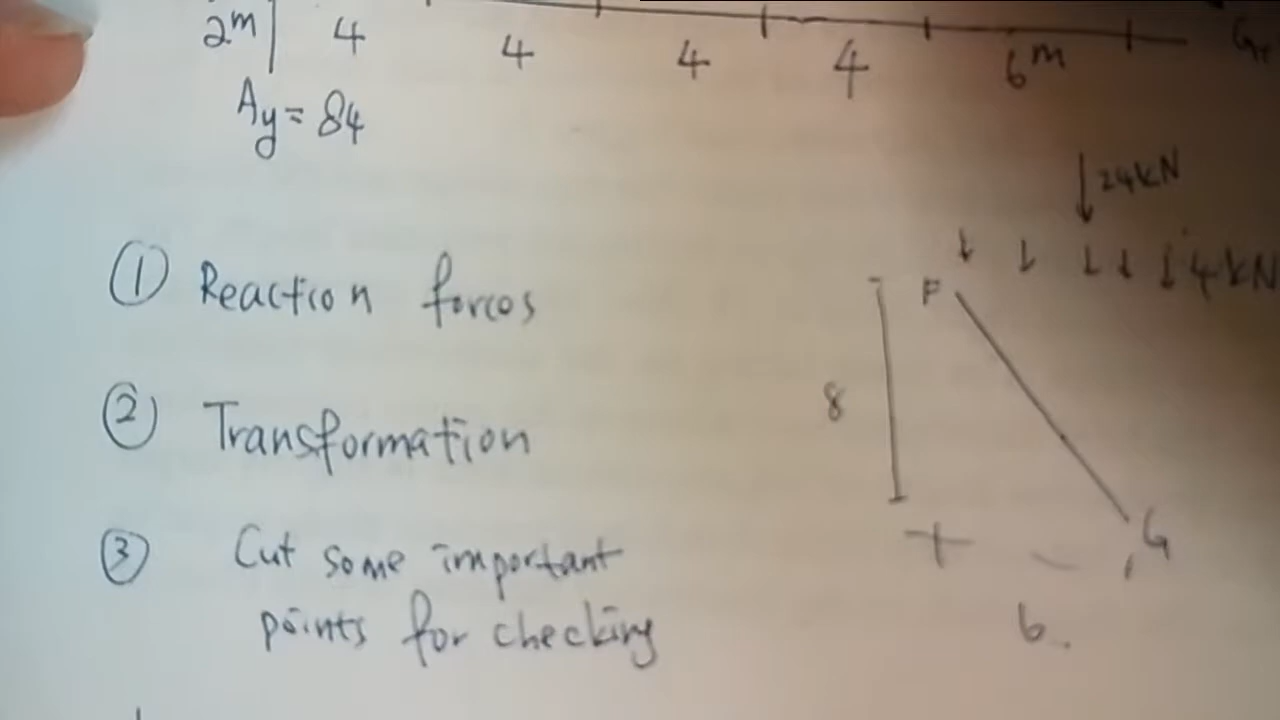 2m 4 4 4 4 6m
Ay = 84
24kN
① Reaction forces
F 4kN
8
② Transformation
G
③ Cut some important
points for checking
6